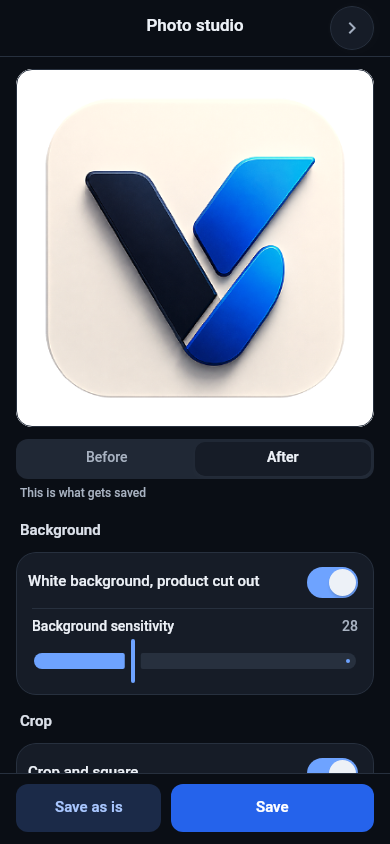 Photo studio
Before
After
This is what gets saved
Background
White background, product cut out
Background sensitivity
28
Crop
Crop and square
Save as is
Save